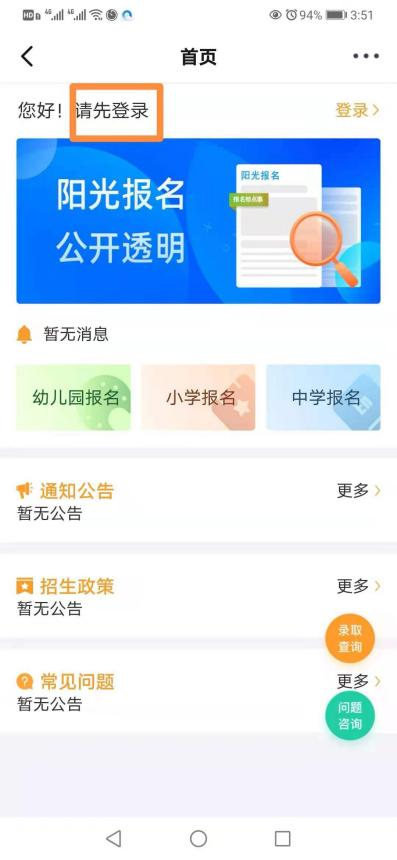 94% 3:51
首页
您好！请先登录 登录
阳光报名
公开透明
阳光报名
暂无消息
幼儿园报名 小学报名 中学报名
通知公告 更多
暂无公告
招生政策 更多
暂无公告
录取
查询
常见问题 更多
暂无公告
问题
咨询